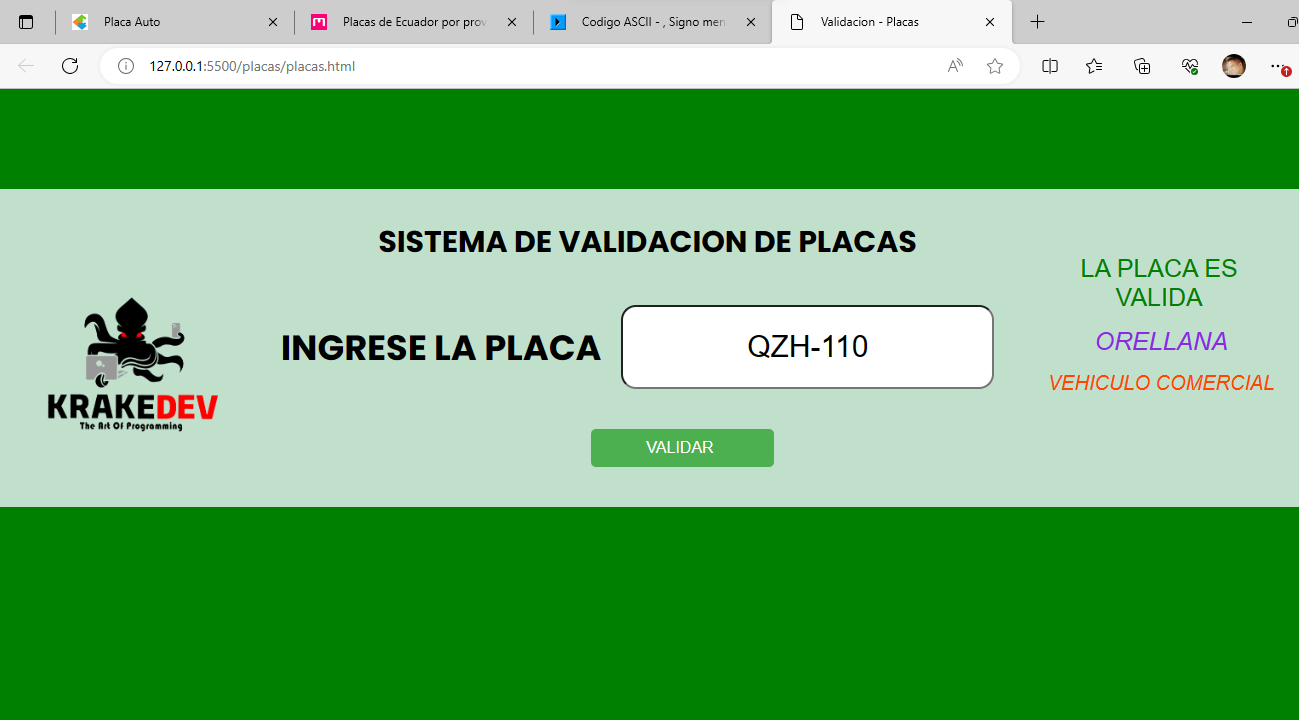 Placa Auto
Placas de Ecuador por prov
Codigo ASCII - , Signo men
Validacion - Placas
127.0.0.1:5500/placas/placas.html
SISTEMA DE VALIDACION DE PLACAS
INGRESE LA PLACA
QZH-110
VALIDAR
KRAKEDEV
The Art Of Programming
LA PLACA ES
VALIDA
ORELLANA
VEHICULO COMERCIAL